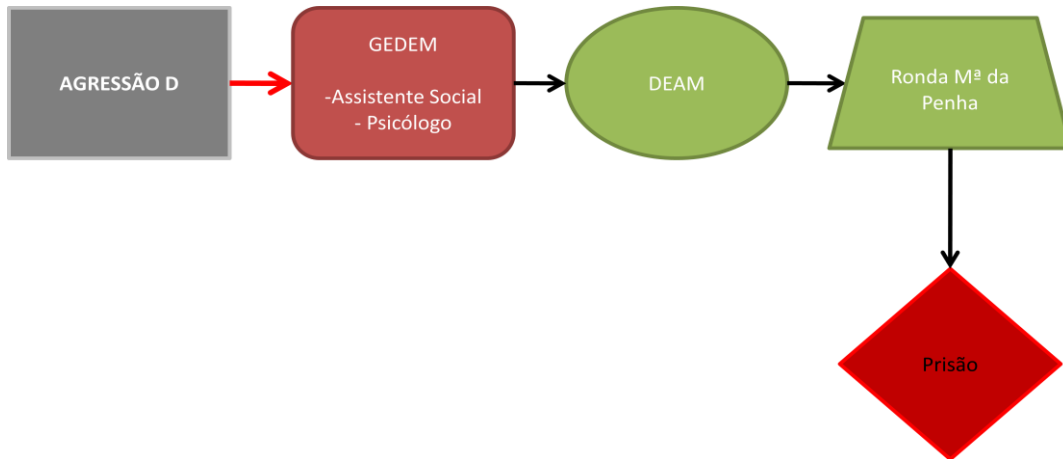 AGRESSÃO D
GEDEM
-Assistente Social
- Psicólogo
DEAM
Ronda Mª da
Penha
Prisão